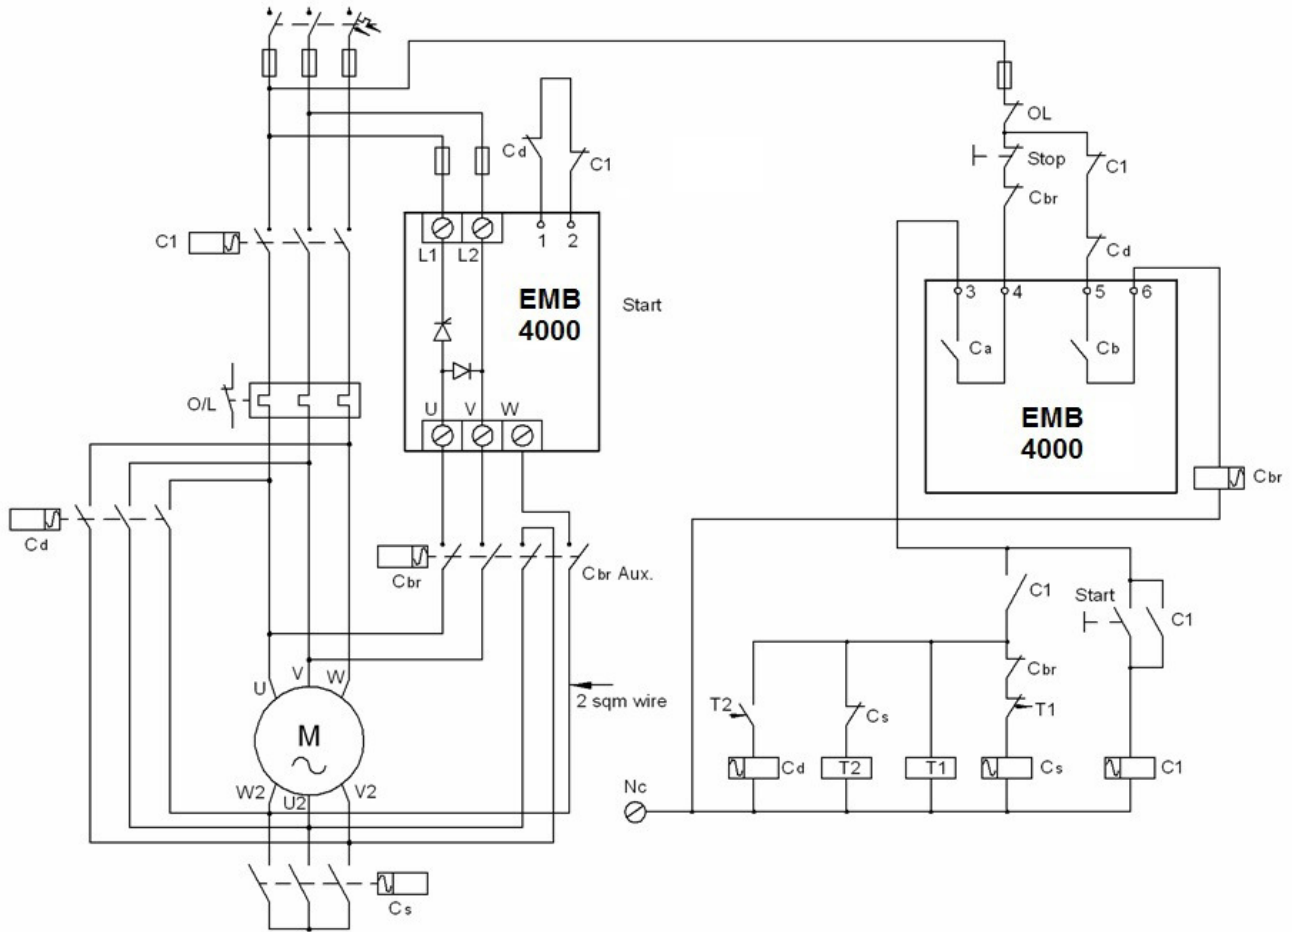 OL
Stop
C1
Cbr
Cd
Cd
C1
C1
L1 L2 1 2
EMB
4000
Start
3 4 5 6
Ca Cb
EMB
4000
O/L
U V W
Cbr
Cd
Cbr
Cbr Aux.
C1
Start
C1
Cbr
2 sqm wire
U V W
T2 Cs T1
M
Cd T2 T1 Cs C1
Nc
W2 U2 V2
Cs